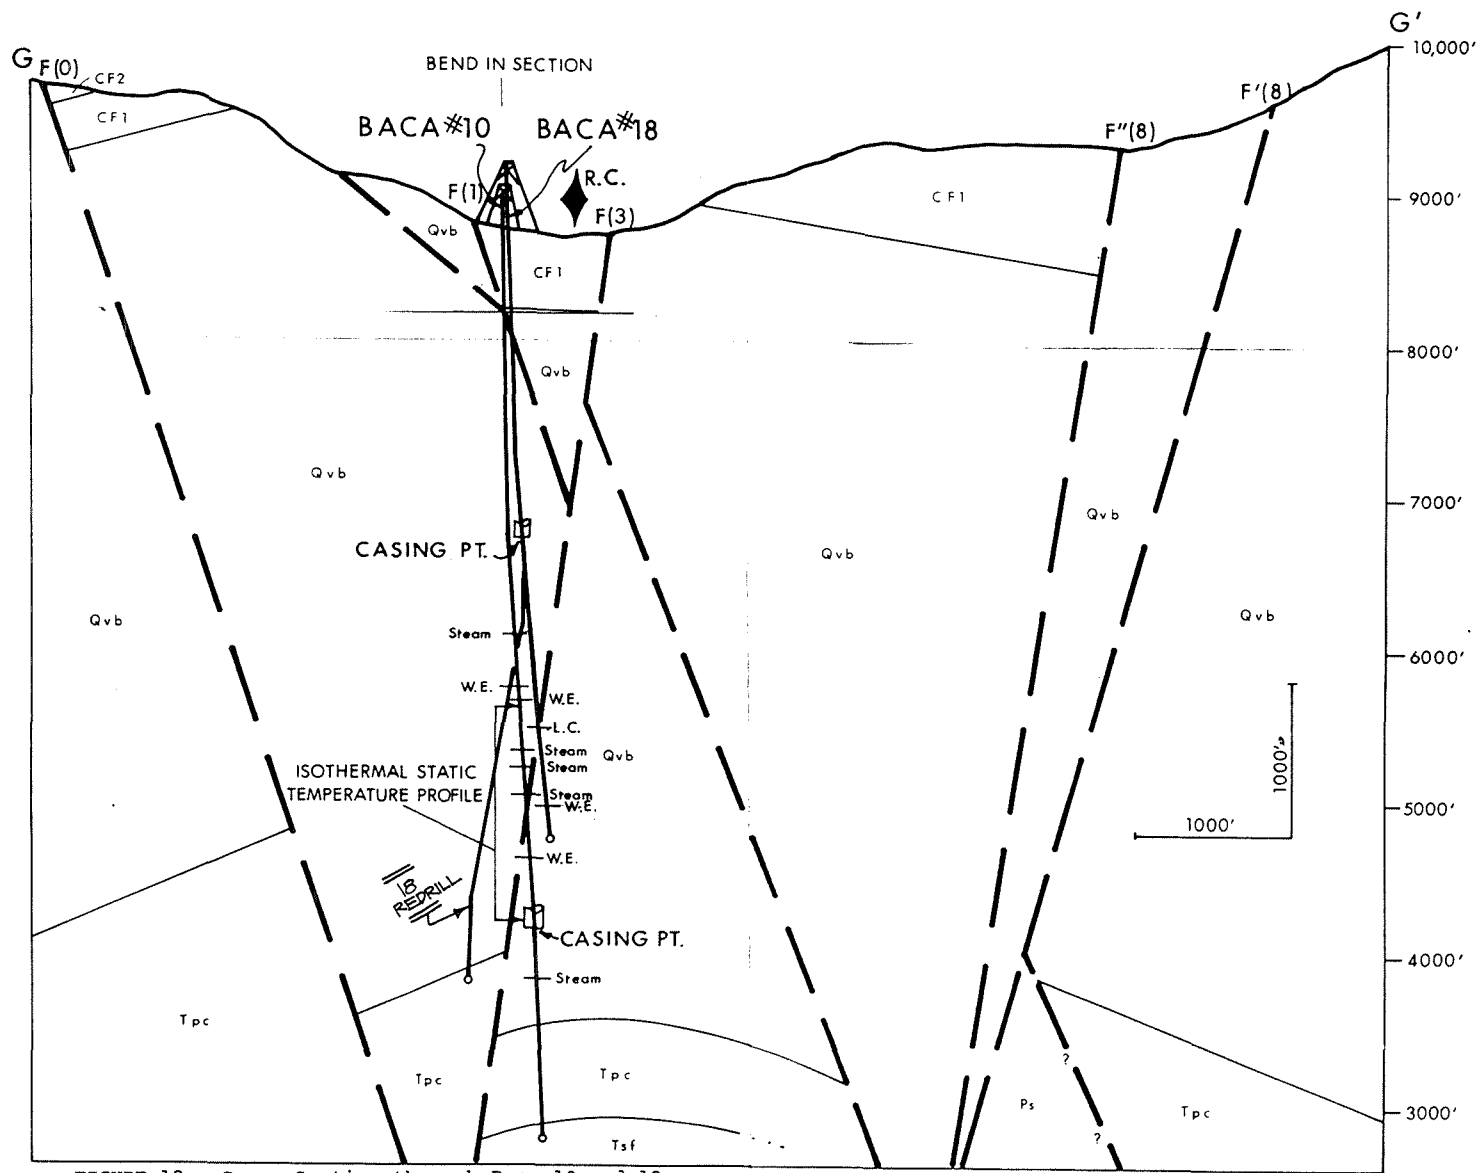 G'
10,000'
G
F(0)
CF2
CF1
BEND IN SECTION
BACA #10
BACA #18
R.C.
F(1)
F(3)
Qvb
CF1
CF1
F"(8)
F'(8)
9000'
8000'
Qvb
Qvb
7000'
Qvb
Qvb
CASING PT.
Qvb
Qvb
Steam
6000'
W.E.
W.E.
L.C.
Steam
Qvb
Steam
ISOTHERMAL STATIC
TEMPERATURE PROFILE
Steam
W.E.
1000'
1000'
5000'
W.E.
18
REDRILL
CASING PT.
4000'
Steam
Tpc
Tpc
Tpc
?
Ps
Tpc
?
3000'
Tsf